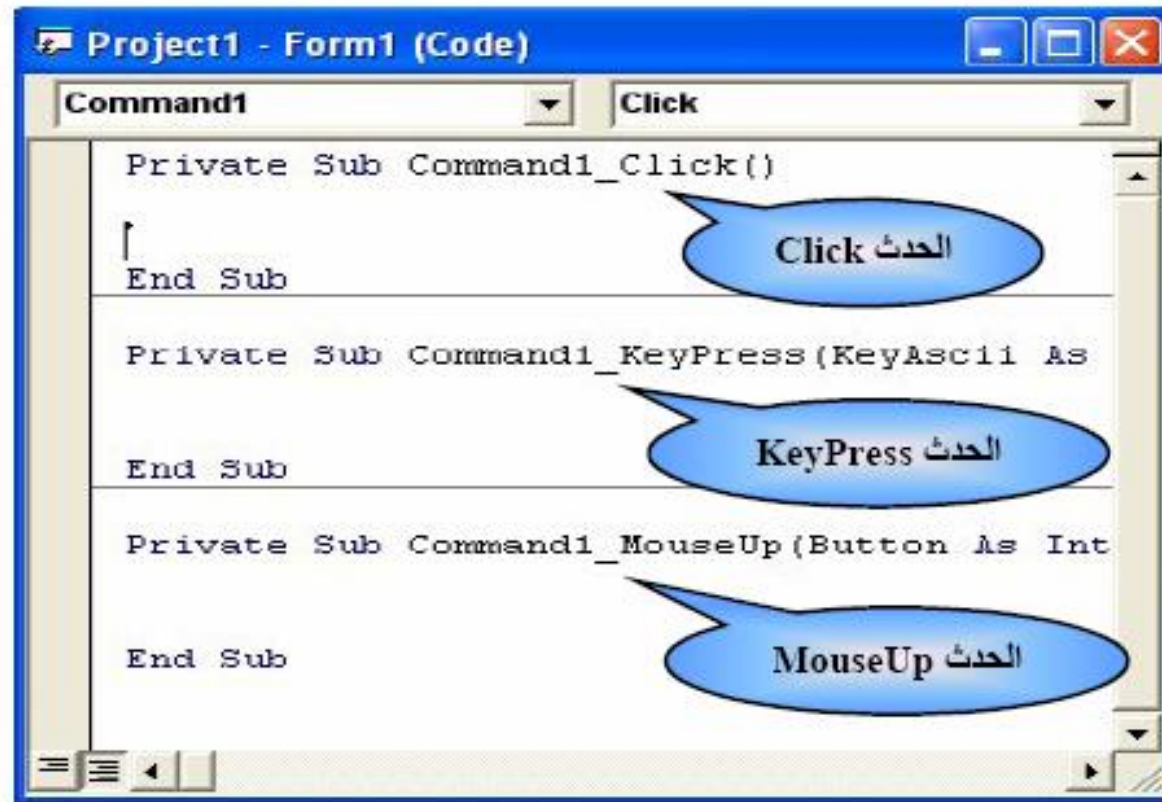 Project1 - Form1 (Code)
Command1
Click
Private Sub Command1_Click()
الحدث Click
End Sub
Private Sub Command1_KeyPress(KeyAscii As
الحدث KeyPress
End Sub
Private Sub Command1_MouseUp(Button As Int
الحدث MouseUp
End Sub